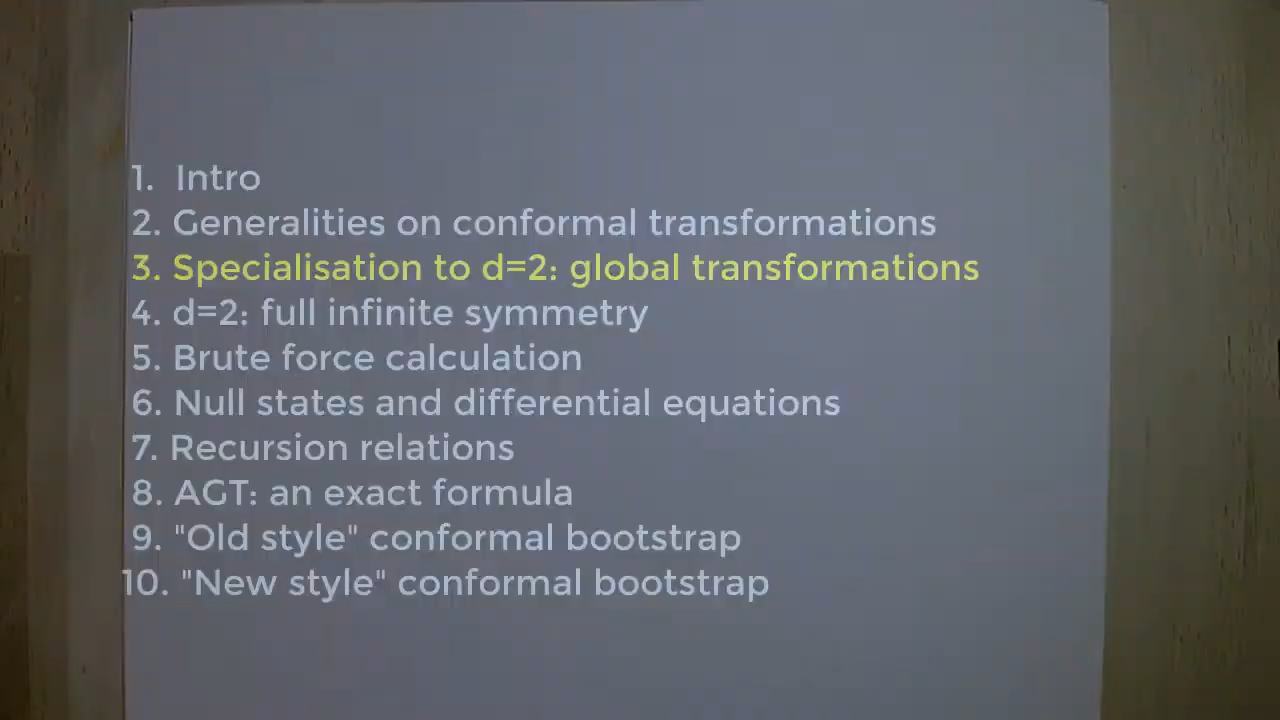 1. Intro
2. Generalities on conformal transformations
3. Specialisation to d=2: global transformations
4. d=2: full infinite symmetry
5. Brute force calculation
6. Null states and differential equations
7. Recursion relations
8. AGT: an exact formula
9. "Old style" conformal bootstrap
10. "New style" conformal bootstrap